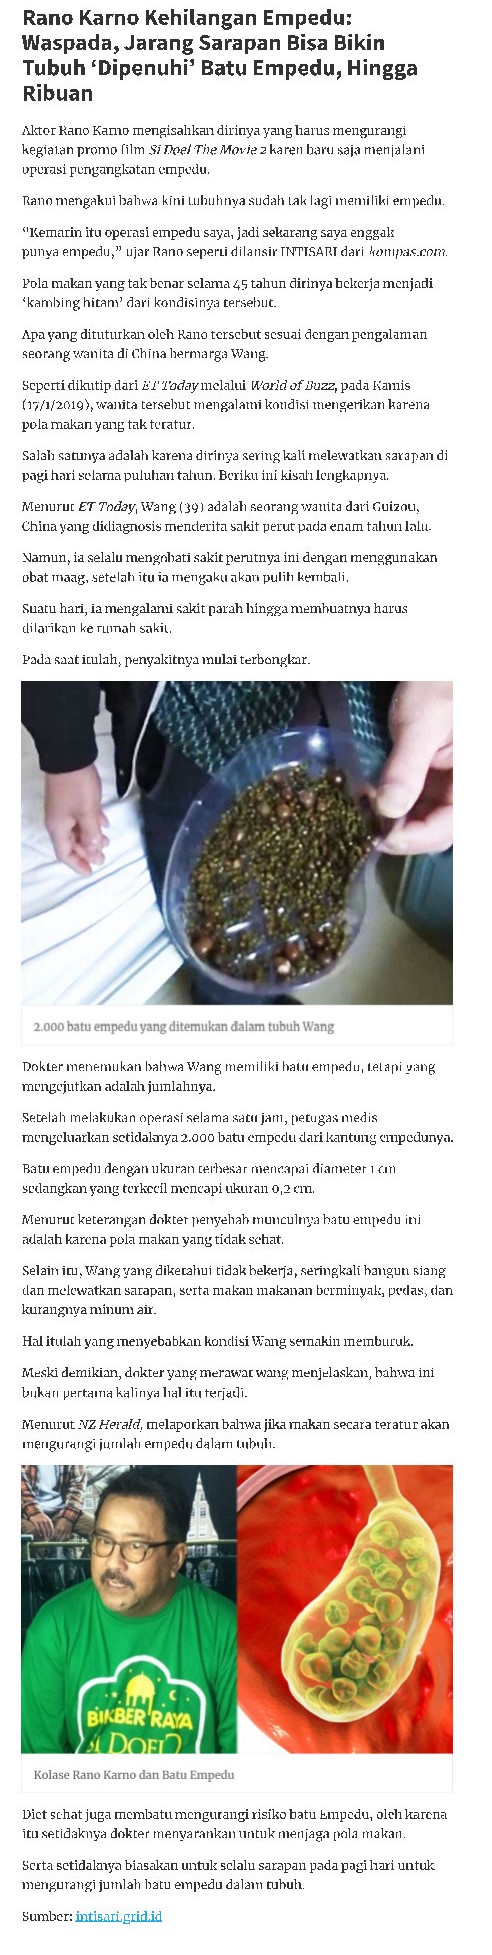 Rano Karno Kehilangan Empedu:
Waspada, Jarang Sarapan Bisa Bikin
Tubuh ‘Dipenuhi’ Batu Empedu, Hingga
Ribuan
Aktor Rano Karno mengisahkan dirinya yang harus mengurangi
kegiatan promo film Si Doel The Movie 2 karen baru saja menjalani
operasi pengangkatan empedu.
Rano mengakui bahwa kini tubuhnya sudah tak lagi memiliki empedu.
“Kemarin itu operasi empedu saya, jadi sekarang saya enggak
punya empedu,” ujar Rano seperti dilansir INTISARI dari kompas.com.
Pola makan yang tak benar selama 45 tahun dirinya bekerja menjadi
‘kambing hitam’ dari kondisinya tersebut.
Apa yang dituturkan oleh Rano tersebut sesuai dengan pengalaman
seorang wanita di China bermarga Wang.
Seperti dikutip dari ET Today melalui World of Buzz, pada Kamis
(17/1/2019), wanita tersebut mengalami kondisi mengerikan karena
pola makan yang tak teratur.
Salah satunya adalah karena dirinya sering kali melewatkan sarapan di
pagi hari selama puluhan tahun. Beriku ini kisah lengkapnya.
Menurut ET Today, Wang (39) adalah seorang wanita dari Guizou,
China yang didiagnosis menderita sakit perut pada enam tahun lalu.
Namun, ia selalu mengobati sakit perutnya ini dengan menggunakan
obat maag, setelah itu ia mengaku akan pulih kembali.
Suatu hari, ia mengalami sakit parah hingga membuatnya harus
dilarikan ke rumah sakit.
Pada saat itulah, penyakitnya mulai terbongkar.
2.000 batu empedu yang ditemukan dalam tubuh Wang
Dokter menemukan bahwa Wang memiliki batu empedu, tetapi yang
mengejutkan adalah jumlahnya.
Setelah melakukan operasi selama satu jam, petugas medis
mengeluarkan setidaknya 2.000 batu empedu dari kantung empedunya.
Batu empedu dengan ukuran terbesar mencapai diameter 1 cm
sedangkan yang terkecil mencapi ukuran 0,2 cm.
Menurut keterangan dokter penyebab munculnya batu empedu ini
adalah karena pola makan yang tidak sehat.
Selain itu, Wang yang diketahui tidak bekerja, seringkali bangun siang
dan melewatkan sarapan, serta makan makanan berminyak, pedas, dan
kurangnya minum air.
Hal itulah yang menyebabkan kondisi Wang semakin memburuk.
Meski demikian, dokter yang merawat wang menjelaskan, bahwa ini
bukan pertama kalinya hal itu terjadi.
Menurut NZ Herald, melaporkan bahwa jika makan secara teratur akan
mengurangi jumlah empedu dalam tubuh.
BUKBER RAYA
SI DOEL2
Kolase Rano Karno dan Batu Empedu
Diet sehat juga membatu mengurangi risiko batu Empedu, oleh karena
itu setidaknya dokter menyarankan untuk menjaga pola makan.
Serta setidaknya biasakan untuk selalu sarapan pada pagi hari untuk
mengurangi jumlah batu empedu dalam tubuh.
Sumber: intisari.grid.id